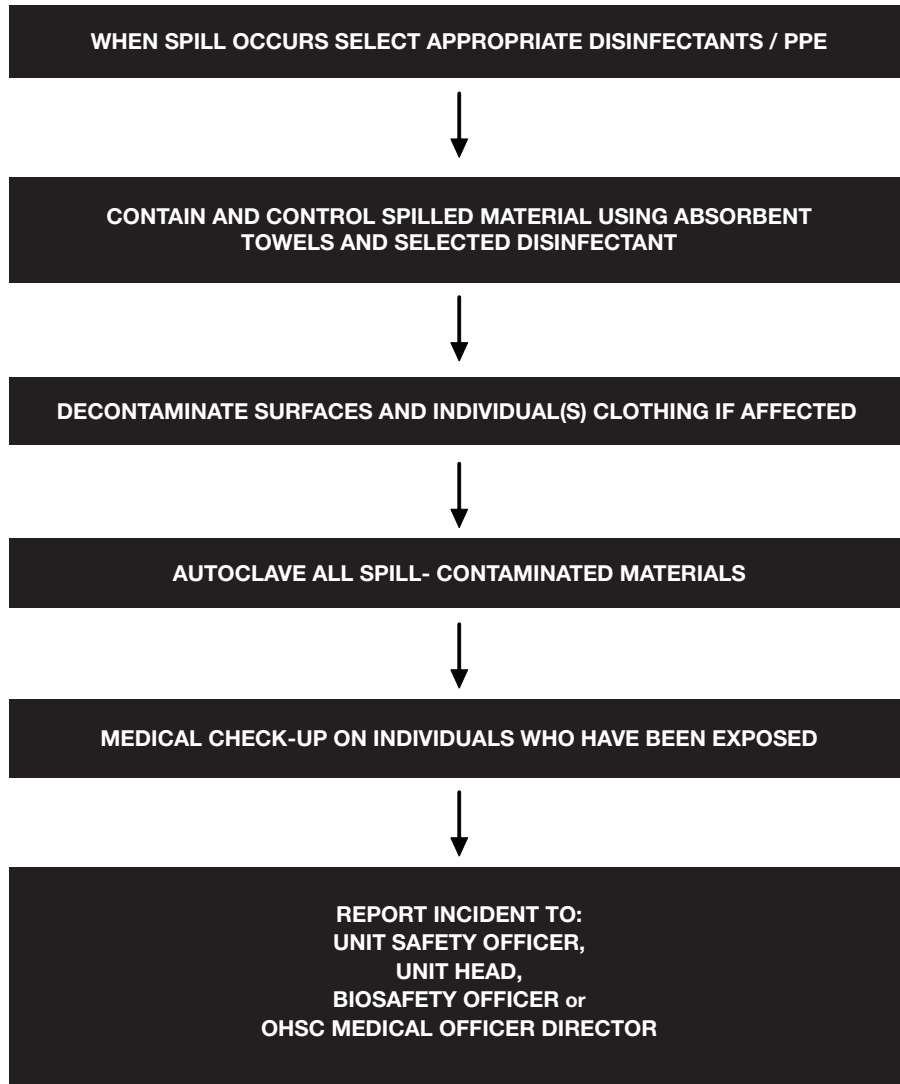 WHEN SPILL OCCURS SELECT APPROPRIATE DISINFECTANTS / PPE
CONTAIN AND CONTROL SPILLED MATERIAL USING ABSORBENT
TOWELS AND SELECTED DISINFECTANT
DECONTAMINATE SURFACES AND INDIVIDUAL(S) CLOTHING IF AFFECTED
AUTOCLAVE ALL SPILL- CONTAMINATED MATERIALS
MEDICAL CHECK-UP ON INDIVIDUALS WHO HAVE BEEN EXPOSED
REPORT INCIDENT TO:
UNIT SAFETY OFFICER,
UNIT HEAD,
BIOSAFETY OFFICER or
OHSC MEDICAL OFFICER DIRECTOR